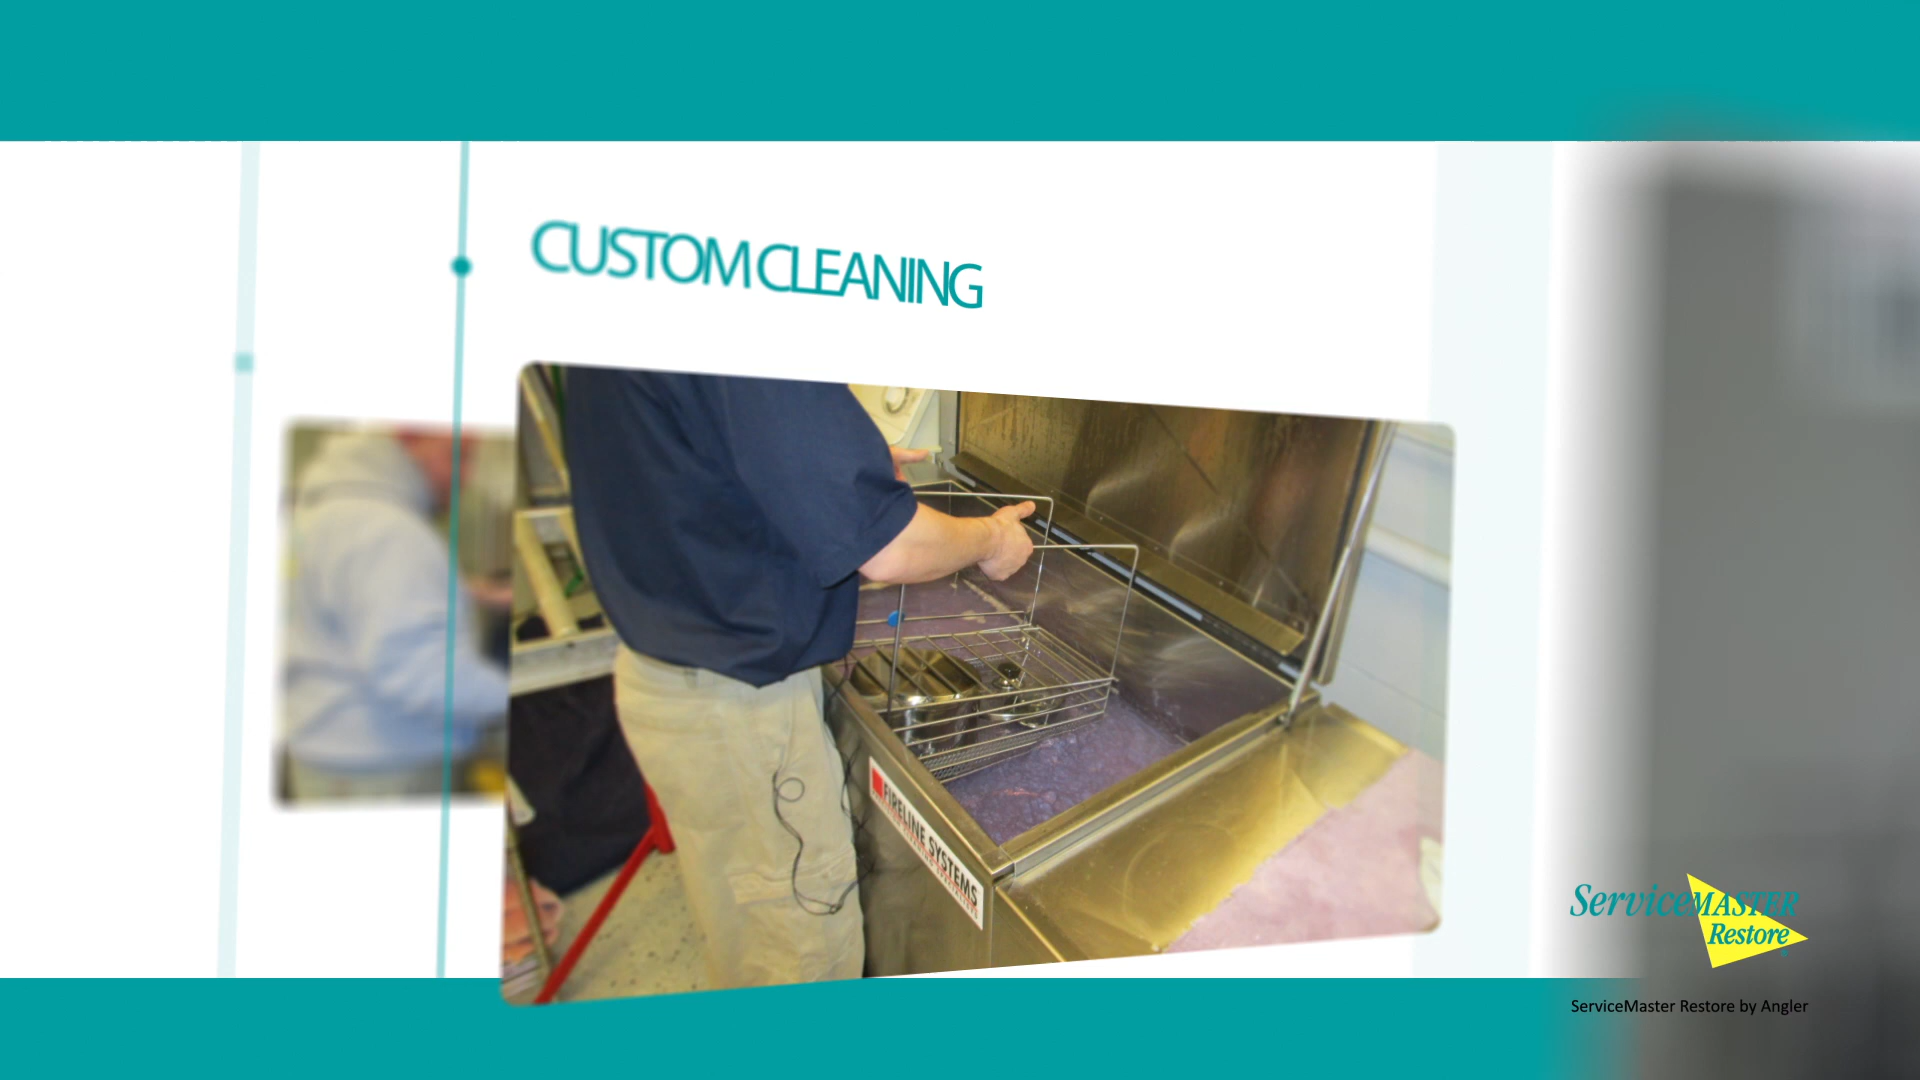 CUSTOM CLEANING
FIRELINE SYSTEMS
ServiceMASTER
Restore
ServiceMaster Restore by Angler